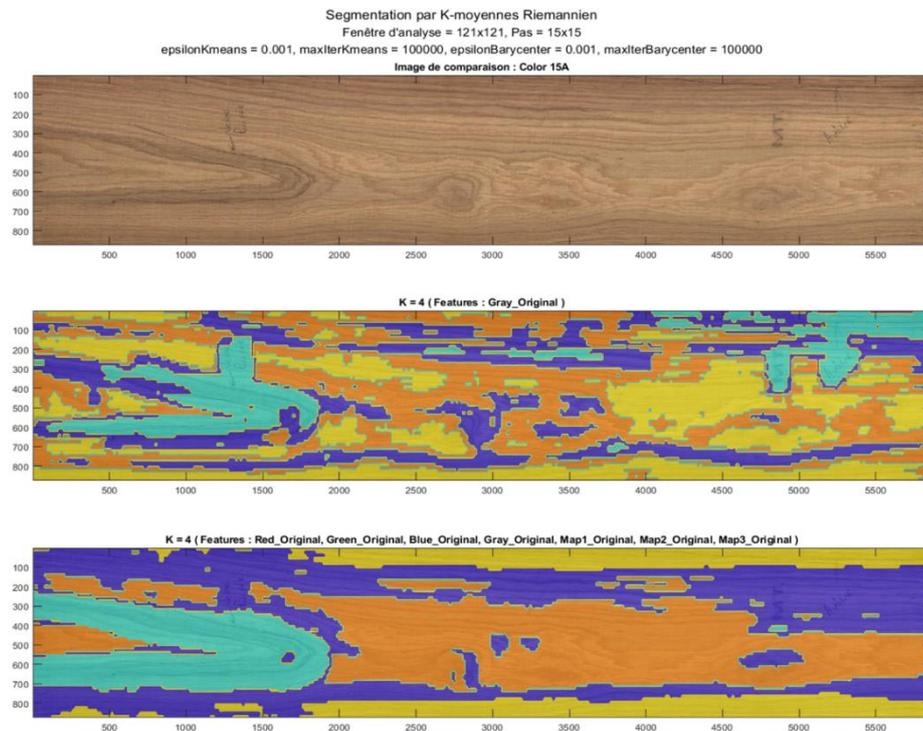 Segmentation par K-moyennes Riemannien
Fenêtre d'analyse = 121x121, Pas = 15x15
epsilonKmeans = 0.001, maxIterKmeans = 100000, epsilonBarycenter = 0.001, maxIterBarycenter = 100000
Image de comparaison : Color 15A
100
200
300
400
500
600
700
800
500 1000 1500 2000 2500 3000 3500 4000 4500 5000 5500
MT
K = 4 ( Features : Gray_Original )
100
200
300
400
500
600
700
800
500 1000 1500 2000 2500 3000 3500 4000 4500 5000 5500
K = 4 ( Features : Red_Original, Green_Original, Blue_Original, Gray_Original, Map1_Original, Map2_Original, Map3_Original )
100
200
300
400
500
600
700
800
500 1000 1500 2000 2500 3000 3500 4000 4500 5000 5500